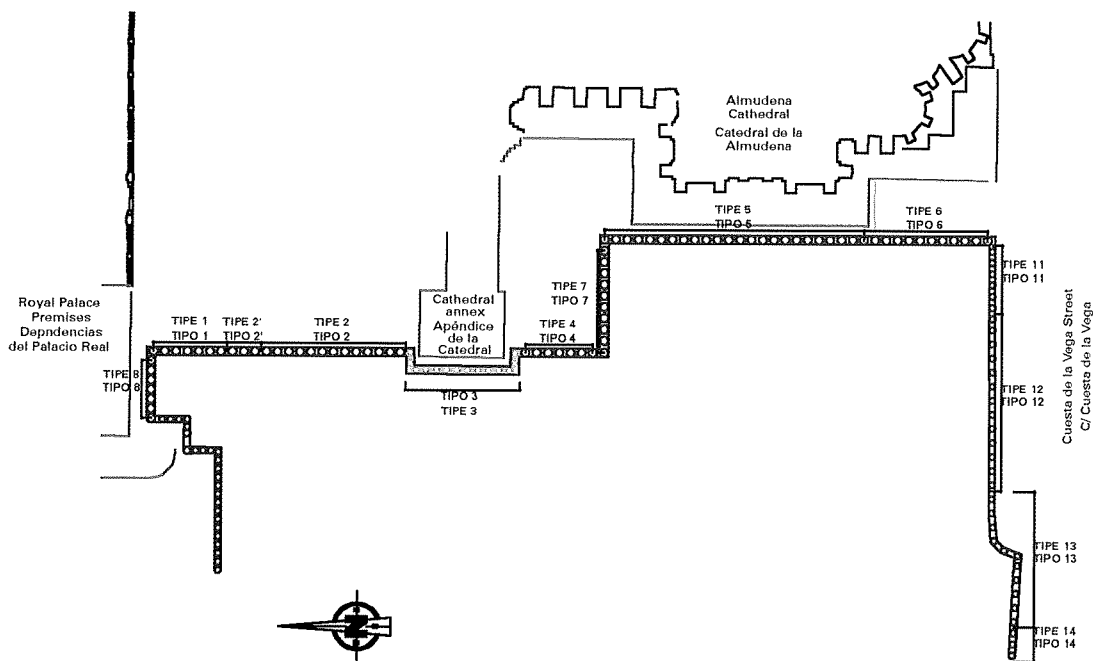 Almudena
Cathedral
Catedral de la
Almudena
TIPE 5
TIPO 5
TIPE 6
TIPO 6
TIPE 11
TIPO 11
Royal Palace
Premises
Depndencias
del Palacio Real
TIPE 1
TIPO 1
TIPE 2'
TIPO 2'
TIPE 2
TIPO 2
Cathedral
annex
Apéndice
de la
Catedral
TIPE 7
TIPO 7
TIPE 4
TIPO 4
TIPE 8
TIPO 8
TIPO 3
TIPE 3
TIPE 12
TIPO 12
Cuesta de la Vega Street
C/ Cuesta de la Vega
TIPE 13
TIPO 13
N
TIPE 14
TIPO 14